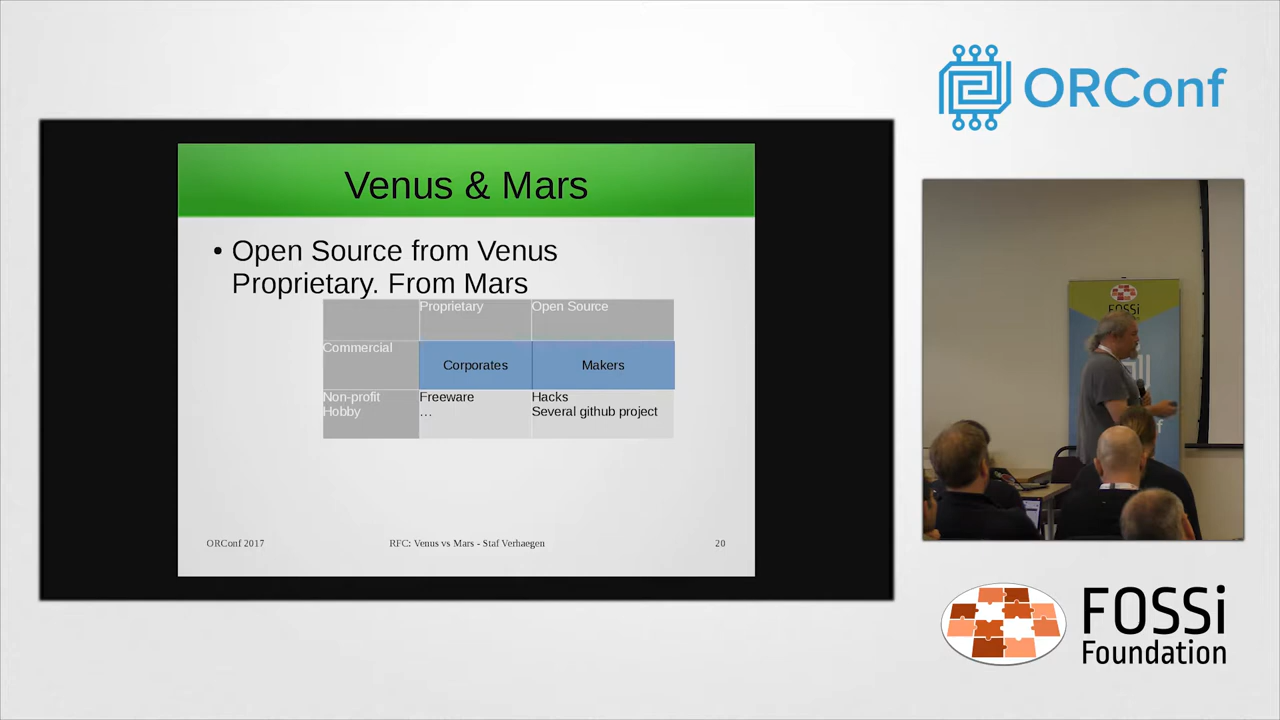 ORConf
Venus & Mars
• Open Source from Venus
Proprietary. From Mars
Proprietary Open Source
Commercial Corporates Makers
Non-profit Freeware Hacks
Hobby … Several github project
ORConf 2017 RFC: Venus vs Mars - Staf Verhaegen 20
FOSSi
FOSSi
Foundation